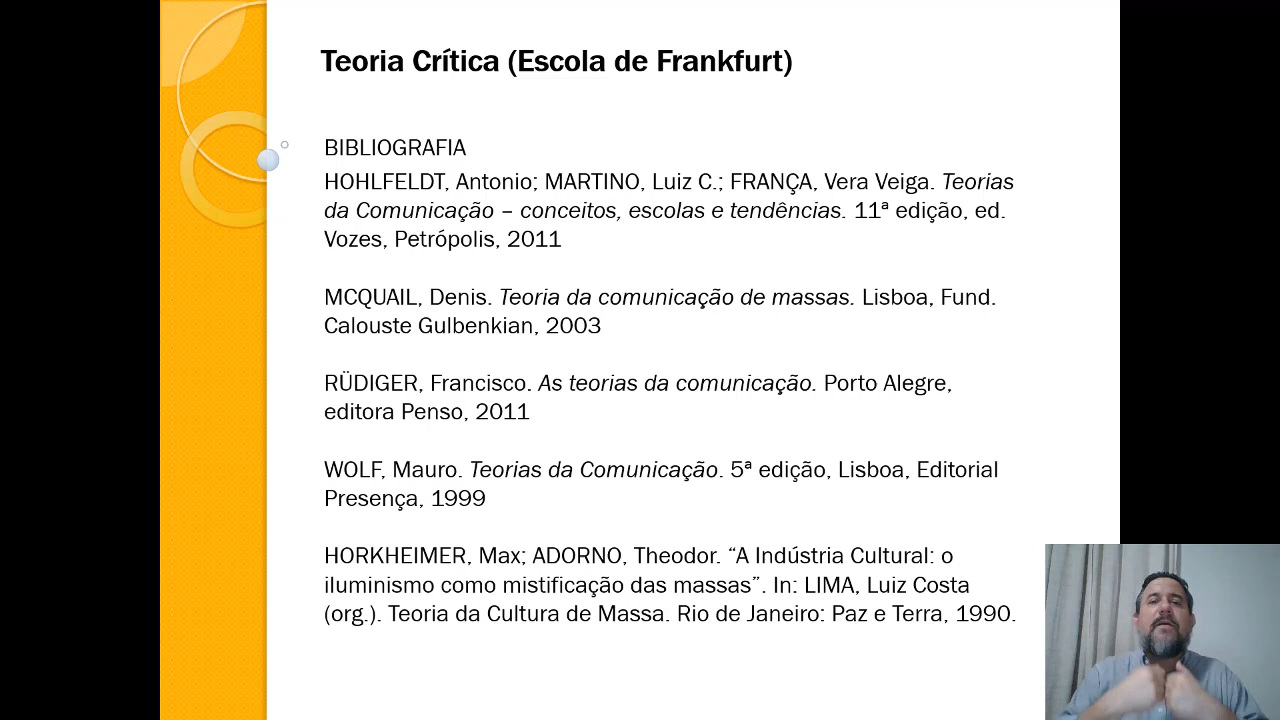 Teoria Crítica (Escola de Frankfurt)
BIBLIOGRAFIA
HOHLFELDT, Antonio; MARTINO, Luiz C.; FRANÇA, Vera Veiga. Teorias
da Comunicação – conceitos, escolas e tendências. 11ª edição, ed.
Vozes, Petrópolis, 2011
MCQUAIL, Denis. Teoria da comunicação de massas. Lisboa, Fund.
Calouste Gulbenkian, 2003
RÜDIGER, Francisco. As teorias da comunicação. Porto Alegre,
editora Penso, 2011
WOLF, Mauro. Teorias da Comunicação. 5ª edição, Lisboa, Editorial
Presença, 1999
HORKHEIMER, Max; ADORNO, Theodor. “A Indústria Cultural: o
iluminismo como mistificação das massas”. In: LIMA, Luiz Costa
(org.). Teoria da Cultura de Massa. Rio de Janeiro: Paz e Terra, 1990.